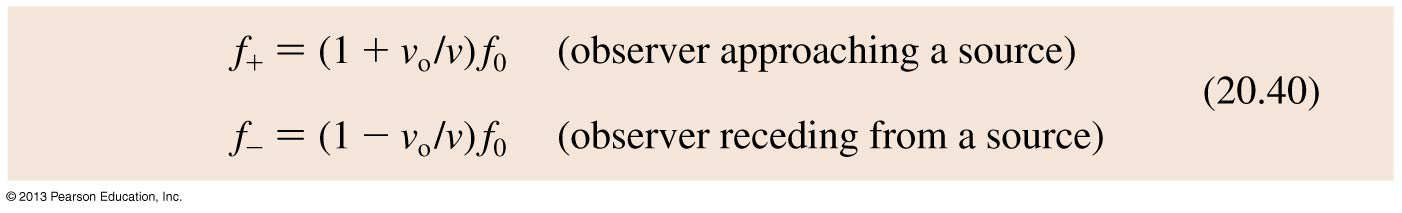 f₊ = (1 + vₒ/v)f₀ (observer approaching a source)
(20.40)
f₋ = (1 − vₒ/v)f₀ (observer receding from a source)
© 2013 Pearson Education, Inc.